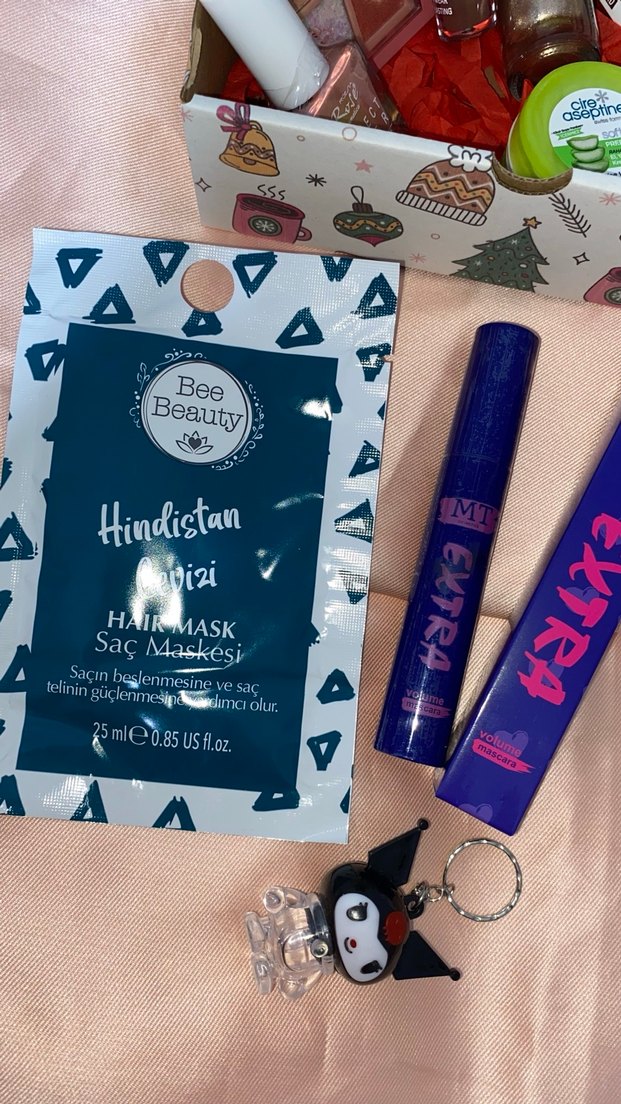 cire
aseptine
Bee
Beauty
Hindistan
Cevizi
HAIR MASK
Saç Maskesi
Saçın beslenmesine ve saç
telinin güçlenmesine yardımcı olur.
25 ml e 0.85 US fl.oz.
MT
EXTRA
volume
mascara
EXTRA
volume
mascara